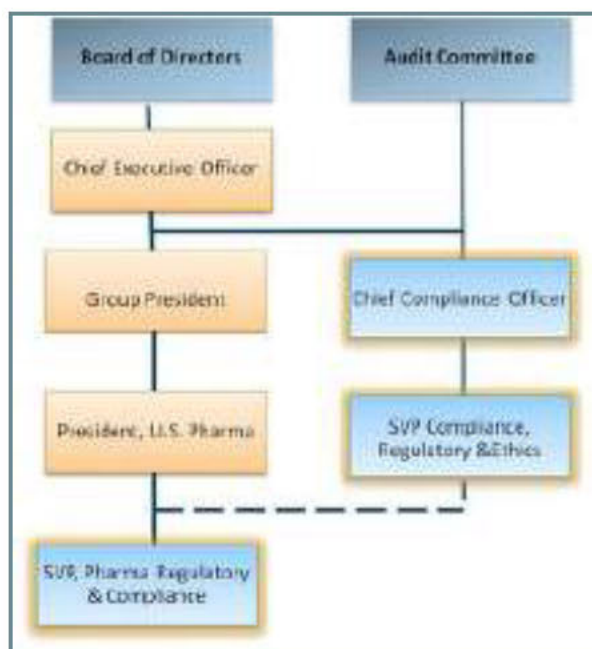 Board of Directors
Audit Committee
Chief Executive Officer
Group President
Chief Compliance Officer
President, U.S. Pharma
SVP Compliance,
Regulatory &Ethics
SVP, Pharma Regulatory
& Compliance